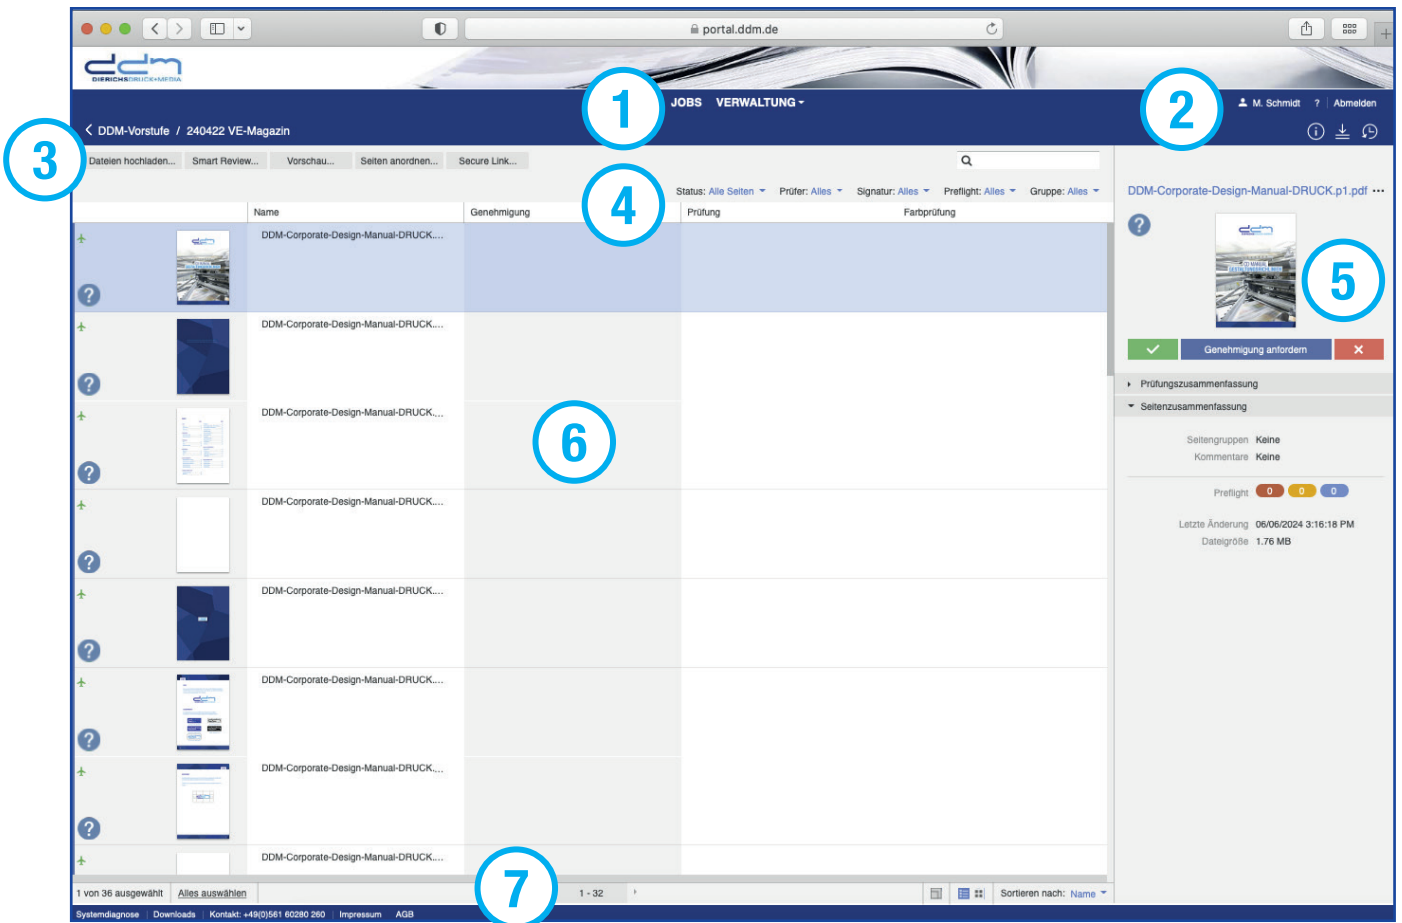 portal.ddm.de
ddm
DIERICHSDRUCK+MEDIA
1
JOBS VERWALTUNG
2
M. Schmidt ? Abmelden
DDM-Vorstufe / 240422 VE-Magazin
3
Dateien hochladen... Smart Review... Vorschau... Seiten anordnen... Secure Link...
4
Status: Alle Seiten Prüfer: Alles Signatur: Alles Preflight: Alles Gruppe: Alles
DDM-Corporate-Design-Manual-DRUCK.p1.pdf ...
Name Genehmigung Prüfung Farbprüfung
DDM-Corporate-Design-Manual-DRUCK....
DDM-Corporate-Design-Manual-DRUCK....
DDM-Corporate-Design-Manual-DRUCK....
DDM-Corporate-Design-Manual-DRUCK....
DDM-Corporate-Design-Manual-DRUCK....
DDM-Corporate-Design-Manual-DRUCK....
DDM-Corporate-Design-Manual-DRUCK....
DDM-Corporate-Design-Manual-DRUCK....
5
Genehmigung anfordern
Prüfungszusammenfassung
Seitenzusammenfassung
Seitengruppen Keine
Kommentare Keine
Preflight 0 0 0
Letzte Änderung 06/06/2024 3:16:18 PM
Dateigröße 1.76 MB
6
7
1 von 36 ausgewählt Alles auswählen 1 - 32 Sortieren nach: Name
Systemdiagnose Downloads Kontakt: +49(0)561 60280 260 Impressum AGB